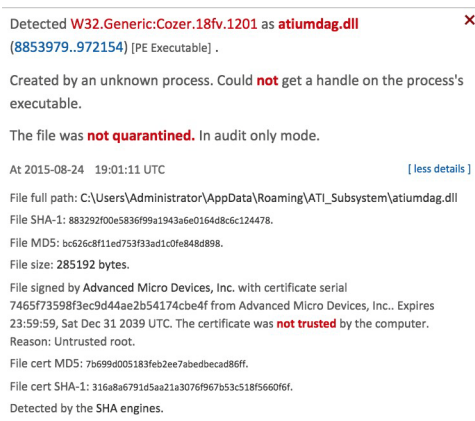 Detected W32.Generic:Cozer.18fv.1201 as atiumdag.dll
(8853979..972154) [PE Executable] .
Created by an unknown process. Could not get a handle on the process's
executable.
The file was not quarantined. In audit only mode.
At 2015-08-24 19:01:11 UTC [ less details ]
File full path: C:\Users\Administrator\AppData\Roaming\ATI_Subsystem\atiumdag.dll
File SHA-1: 883292f00e5836f99a1943a6e0164d8c6c124478.
File MD5: bc626c8f11ed753f33ad1c0fe848d898.
File size: 285192 bytes.
File signed by Advanced Micro Devices, Inc. with certificate serial
7465f73598f3ec9d44ae2b54174cbe4f from Advanced Micro Devices, Inc.. Expires
23:59:59, Sat Dec 31 2039 UTC. The certificate was not trusted by the computer.
Reason: Untrusted root.
File cert MD5: 7b699d005183feb2ee7abedbecad86ff.
File cert SHA-1: 316a8a6791d5aa21a3076f967b53c518f5660f6f.
Detected by the SHA engines.